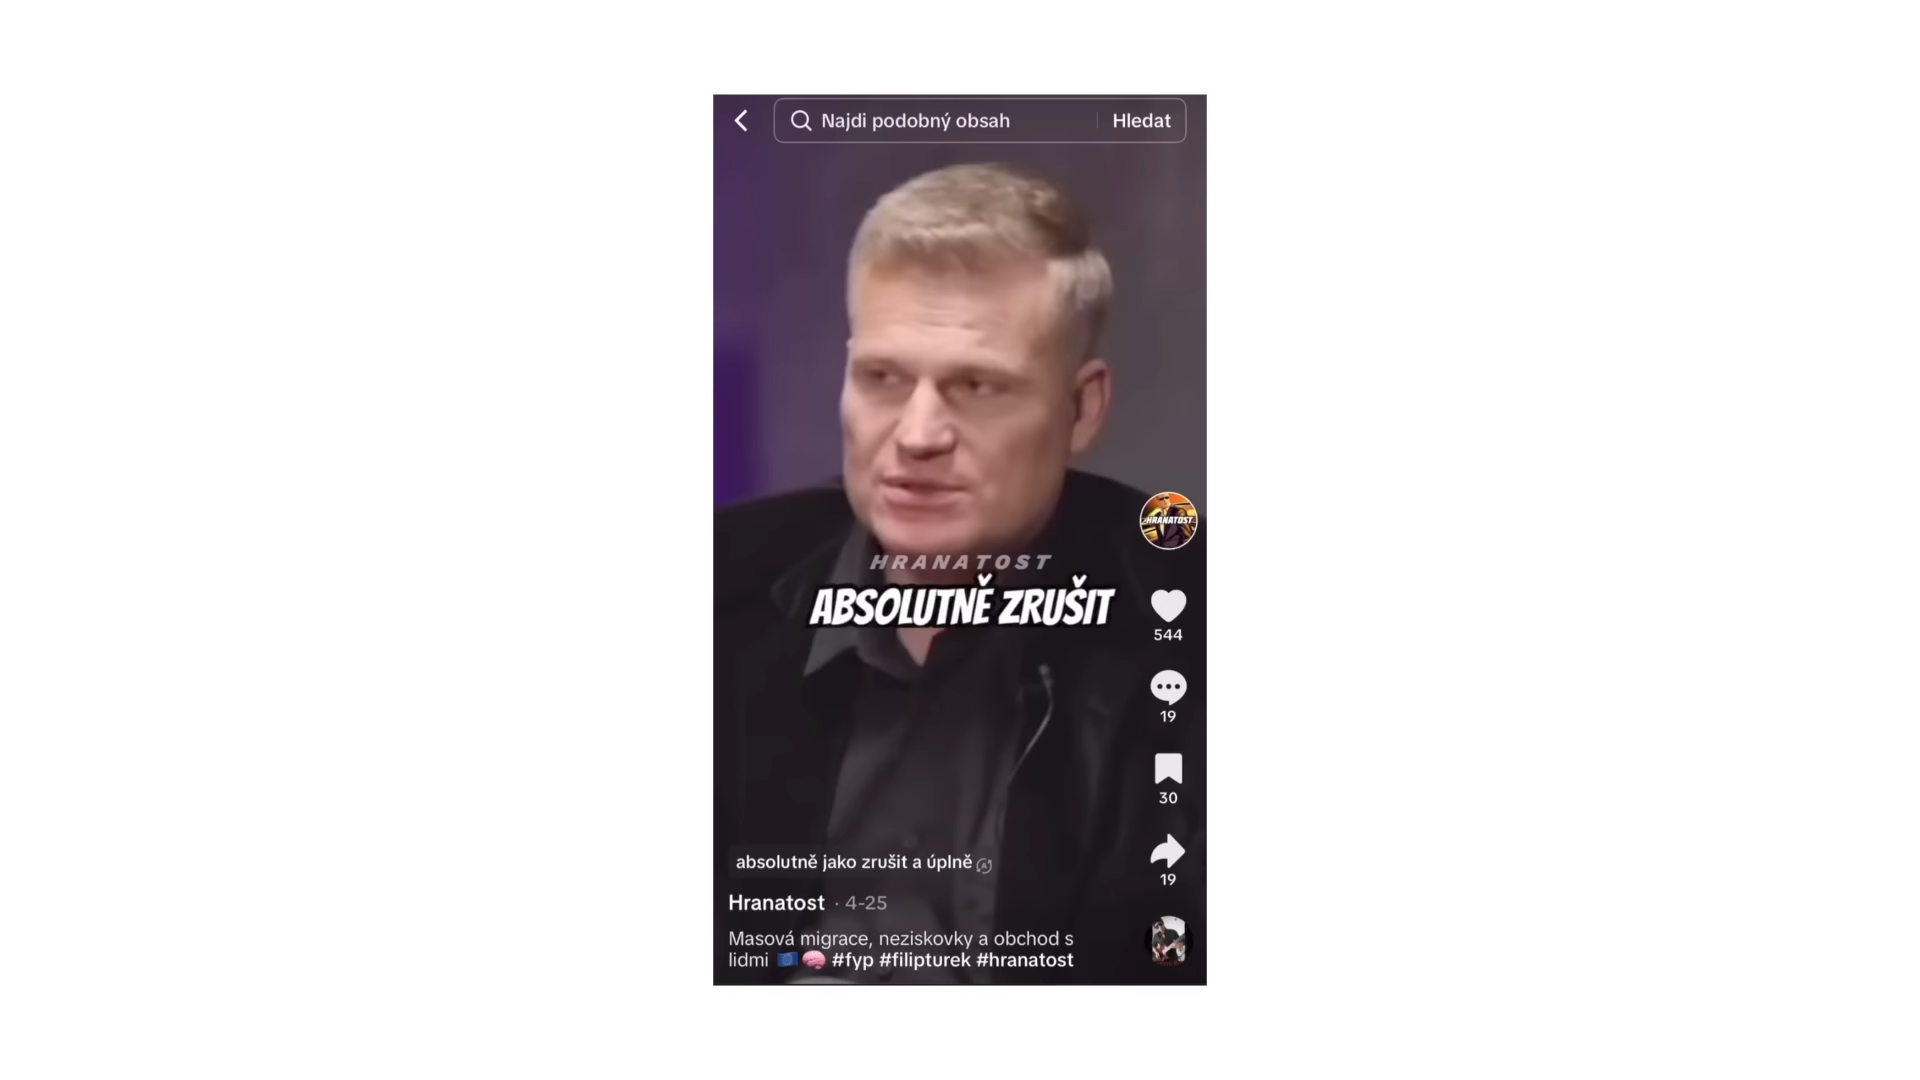 Najdi podobný obsah
Hledat
HRANATOST
HRANATOST
ABSOLUTNĚ ZRUŠIT
544
19
30
19
absolutně jako zrušit a úplně
Hranatost · 4-25
Masová migrace, neziskovky a obchod s
lidmi 🇪🇺🧠 #fyp #filipturek #hranatost